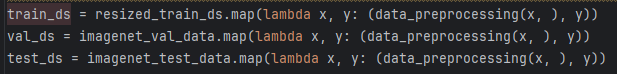 train_ds = resized_train_ds.map(lambda x, y: (data_preprocessing(x, ), y))
val_ds = imagenet_val_data.map(lambda x, y: (data_preprocessing(x, ), y))
test_ds = imagenet_test_data.map(lambda x, y: (data_preprocessing(x, ), y))